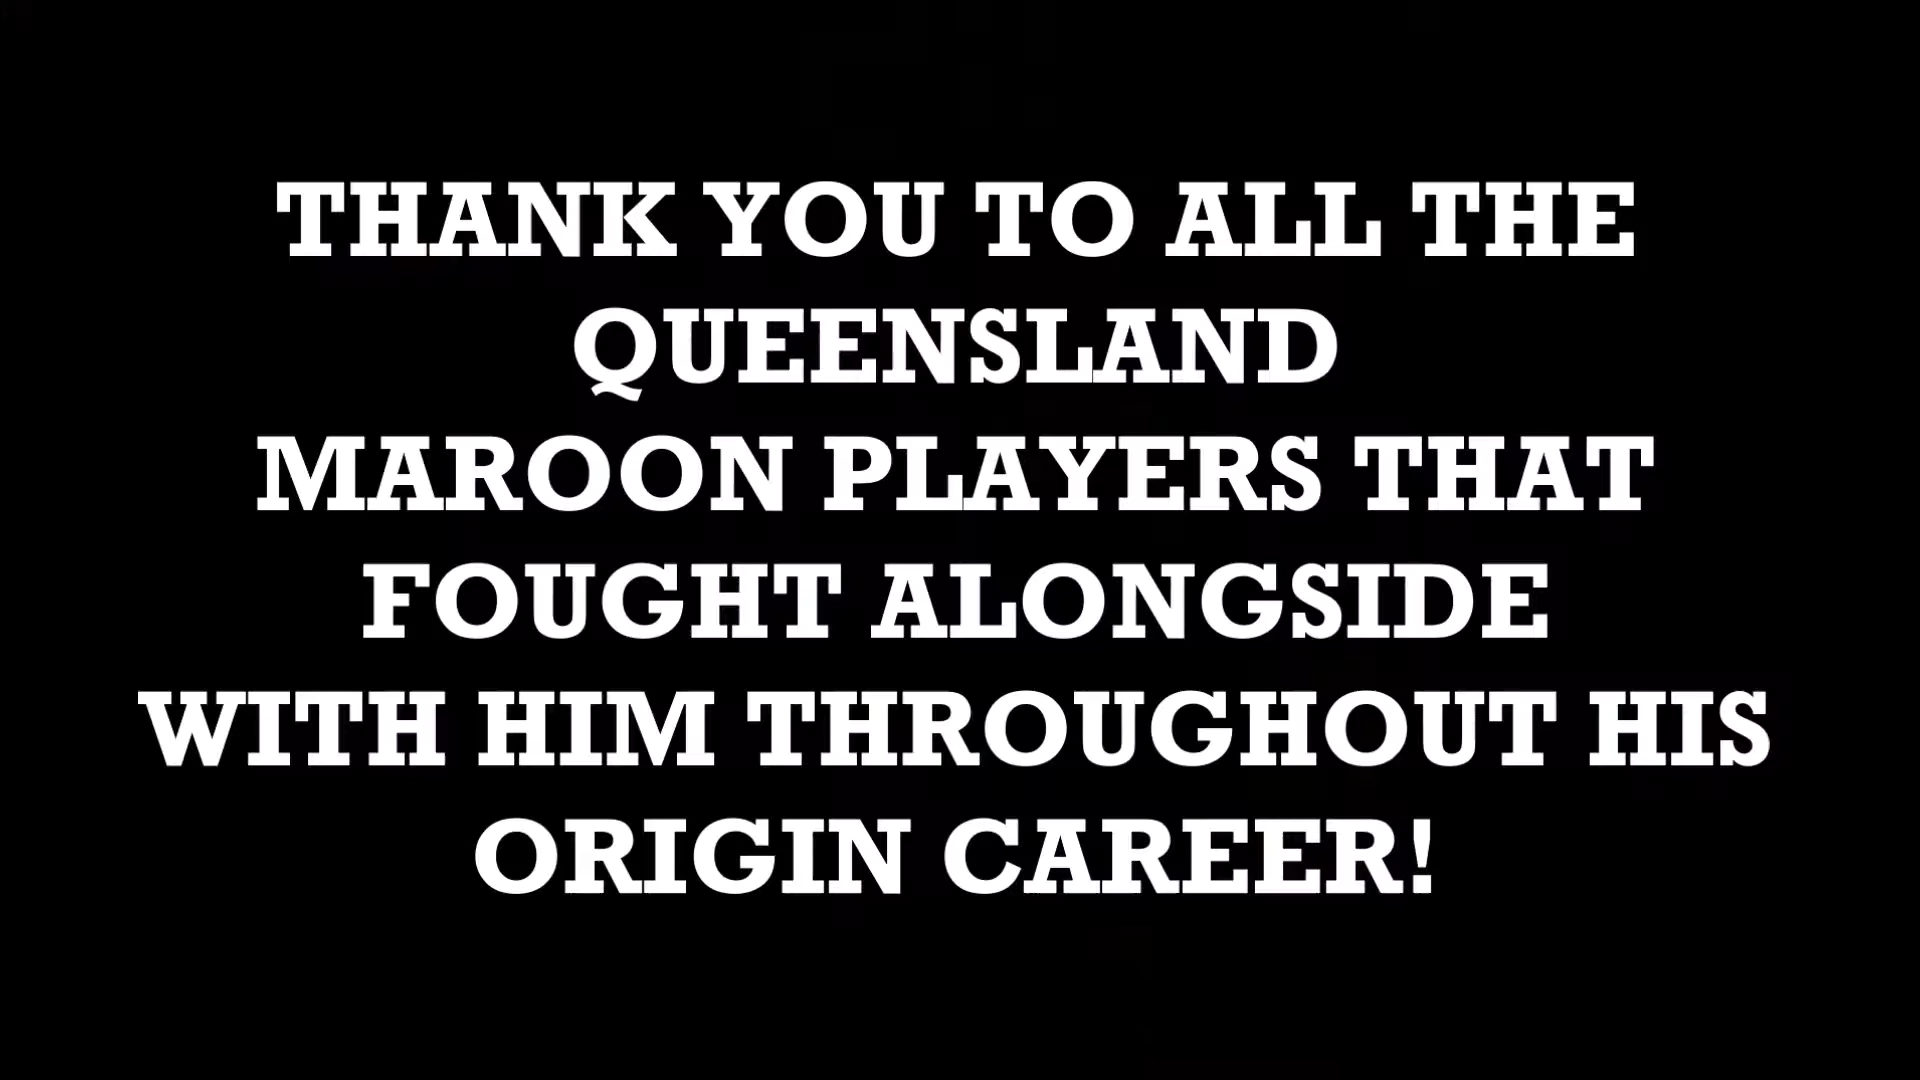 THANK YOU TO ALL THE
QUEENSLAND
MAROON PLAYERS THAT
FOUGHT ALONGSIDE
WITH HIM THROUGHOUT HIS
ORIGIN CAREER!